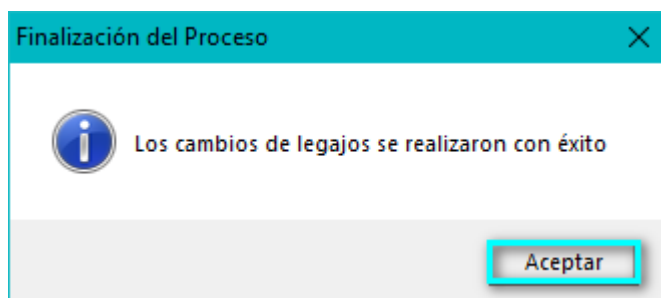 Finalización del Proceso
Los cambios de legajos se realizaron con éxito
Aceptar